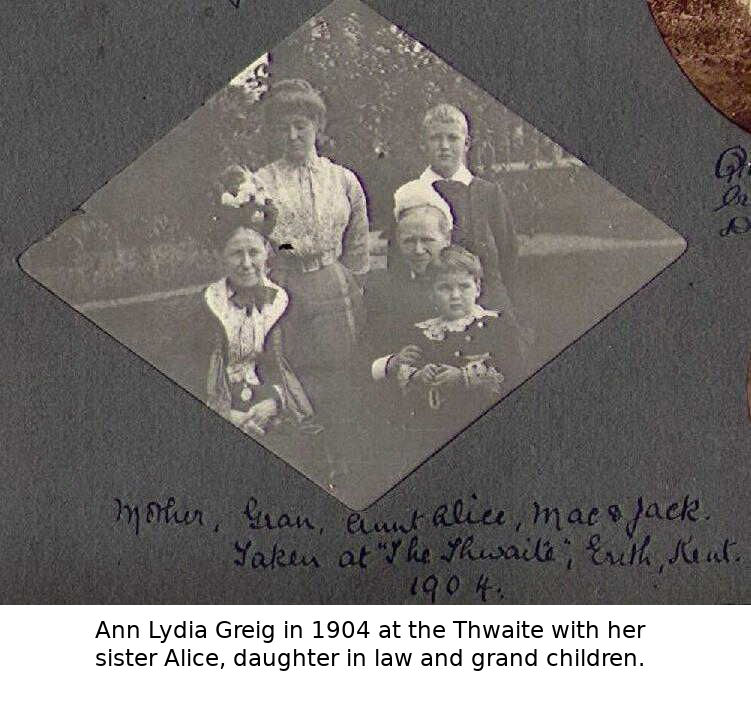 Mother, Gran, Aunt Alice, Mac & Jack.
Taken at "The Thwaite", Erith, Kent.
1904.
Ann Lydia Greig in 1904 at the Thwaite with her
sister Alice, daughter in law and grand children.